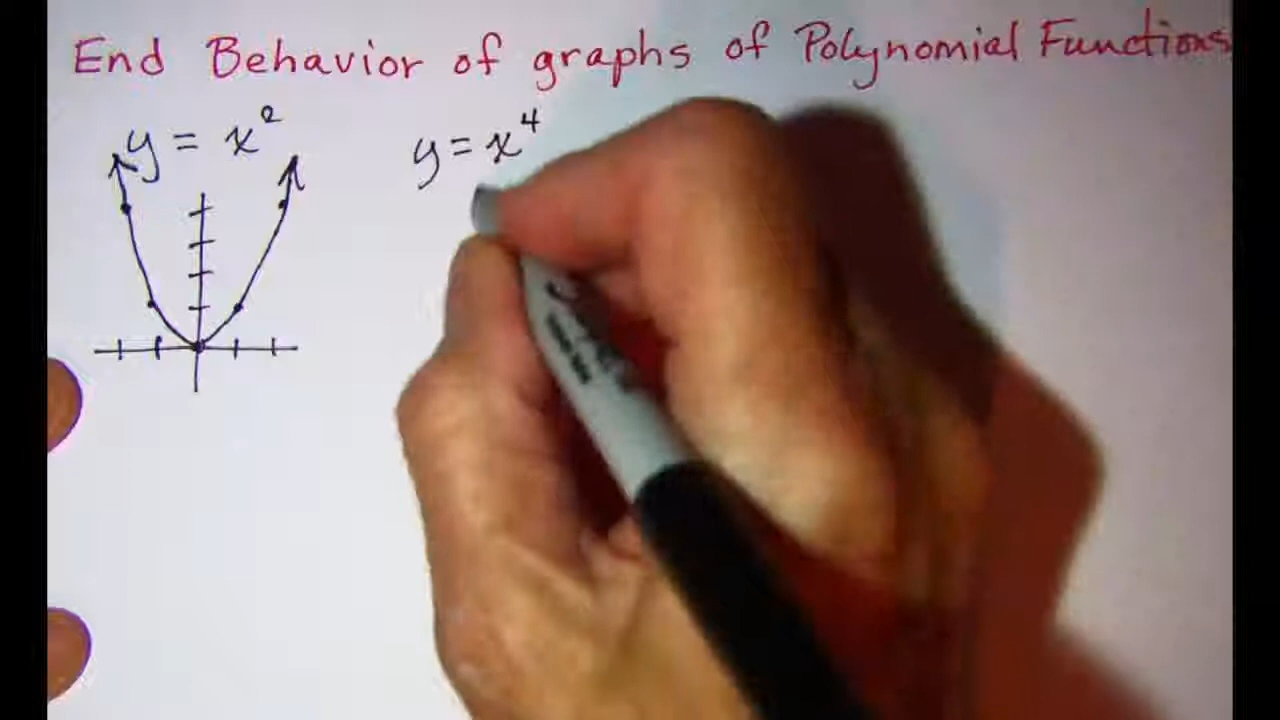 End Behavior of graphs of Polynomial Functions
y = x² y = x⁴